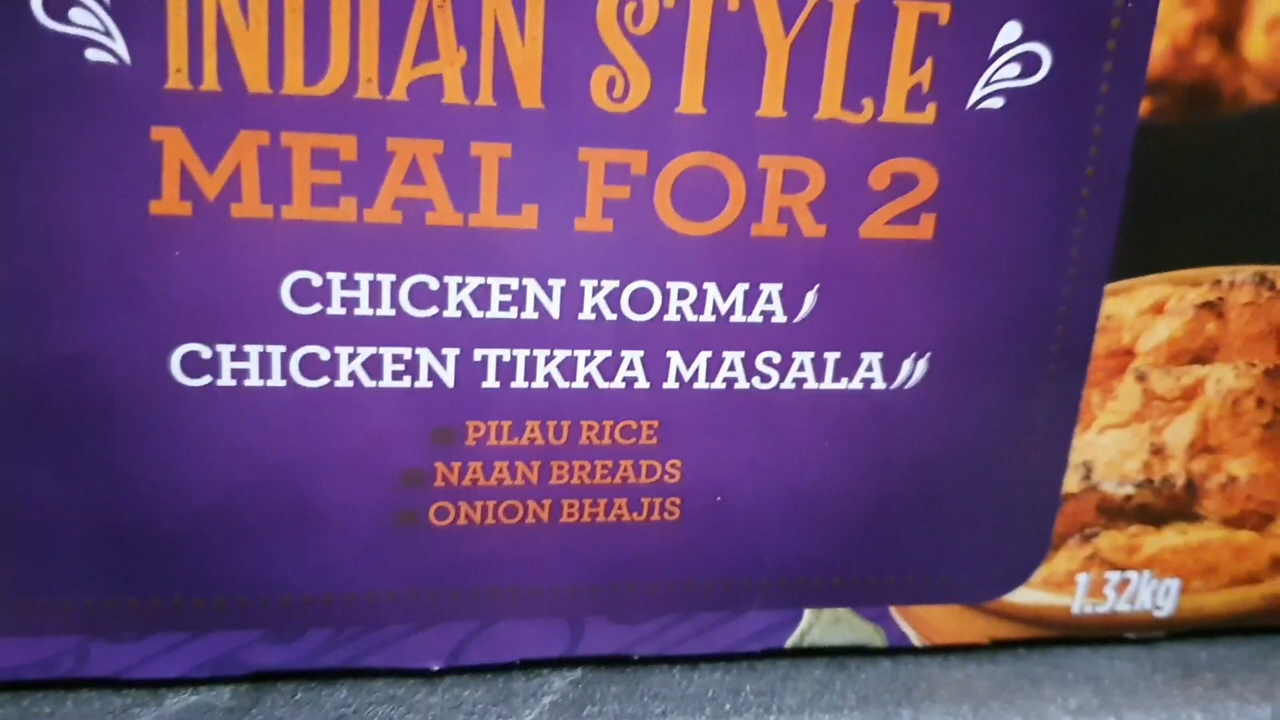 INDIAN STYLE
MEAL FOR 2
CHICKEN KORMA
CHICKEN TIKKA MASALA
PILAU RICE
NAAN BREADS
ONION BHAJIS
1.32kg